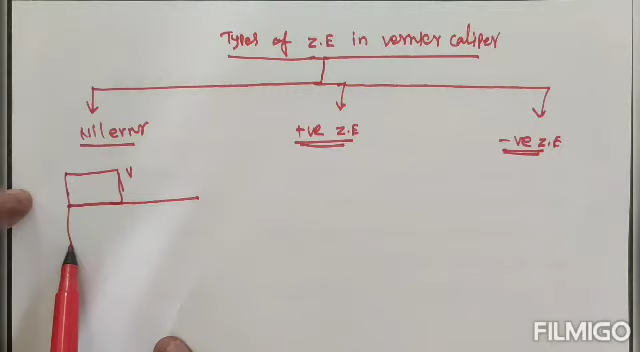 Types of Z.E in vernier caliper
Nil error
+ve Z.E
-ve Z.E
V
FILMIGO